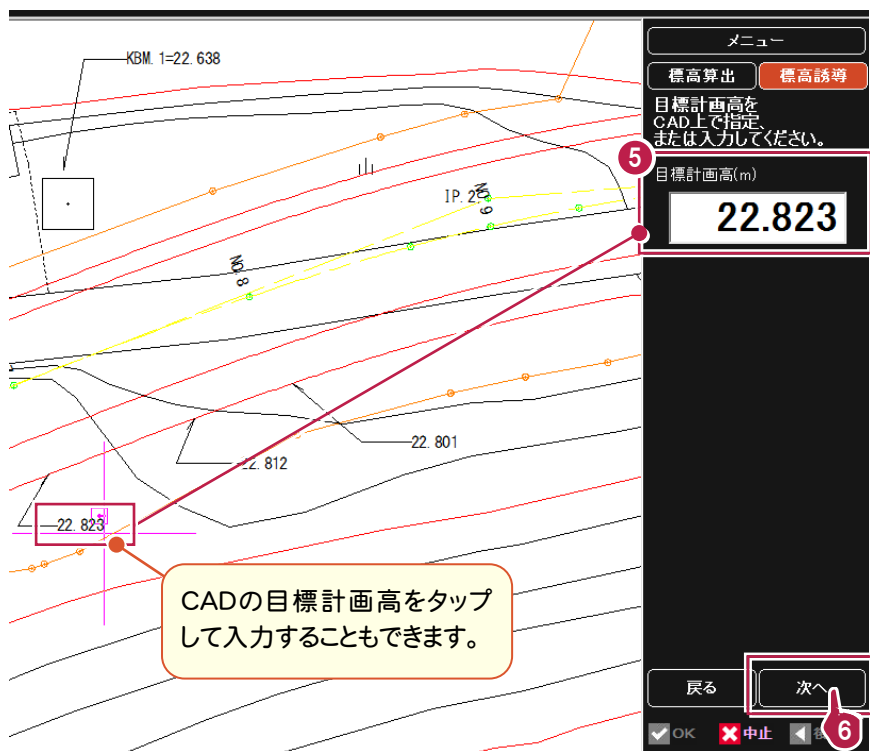 KBM. 1=22.638
IP. 2
NO. 9
NO. 8
22.801
22.812
22.823
CADの目標計画高をタップ
して入力することもできます。
メニュー
標高算出
標高誘導
目標計画高を
CAD上で指定、
または入力してください。
5
目標計画高(m)
22.823
戻る
次へ
6
OK
中止